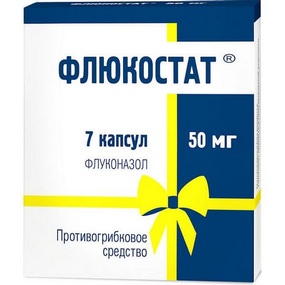 ФЛЮКОСТАТ®
7 капсул 50 мг
ФЛУКОНАЗОЛ
Противогрибковое
средство